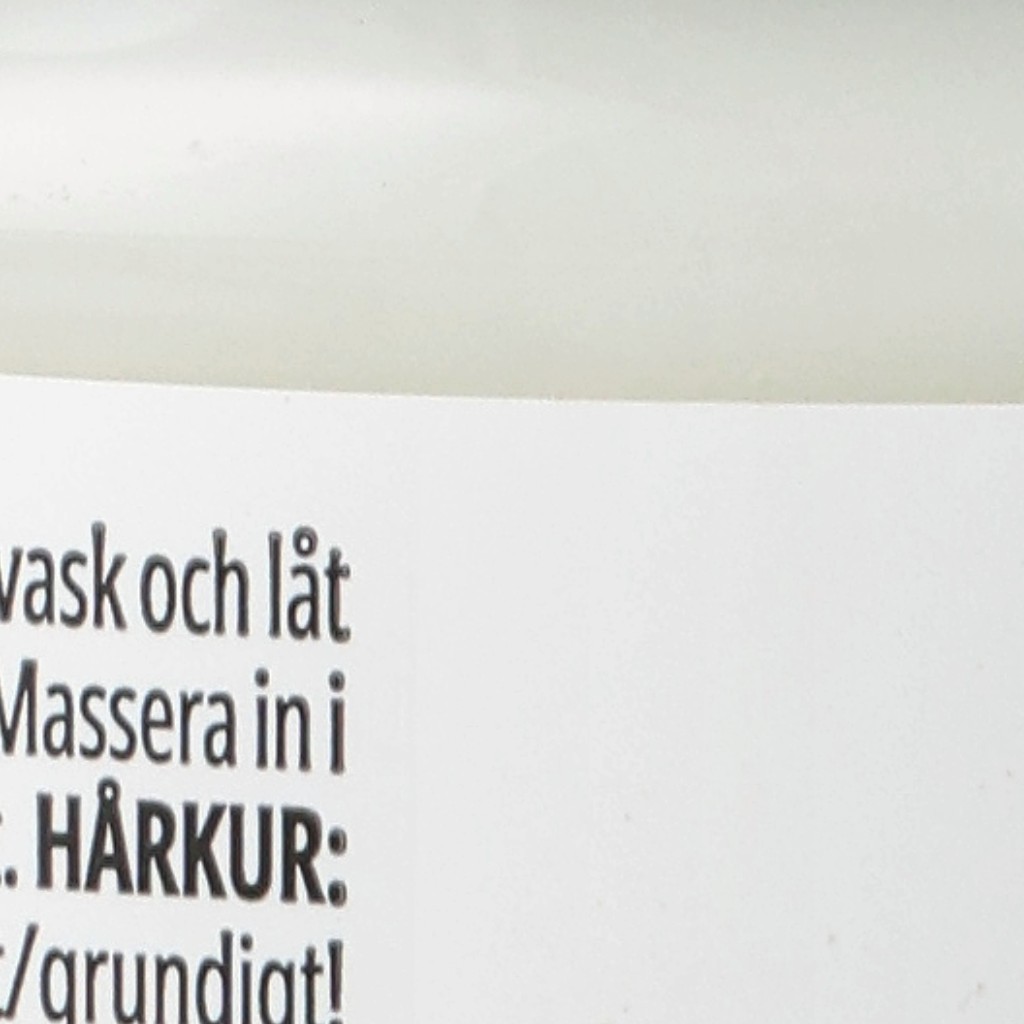 vask och låt
Massera in i
. HÅRKUR:
/grundigt!